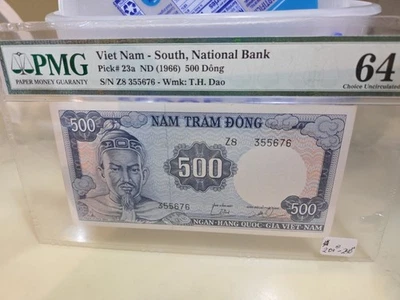 PMG
PAPER MONEY GUARANTY
Viet Nam - South, National Bank
Pick# 23a ND (1966) 500 Dông
S/N Z8 355676 - Wmk: T.H. Dao
64
Choice Uncirculated
500
NAM TRĂM ĐỒNG
Z8 355676
500
355676
500
NGÂN-HÀNG QUỐC-GIA VIỆT-NAM